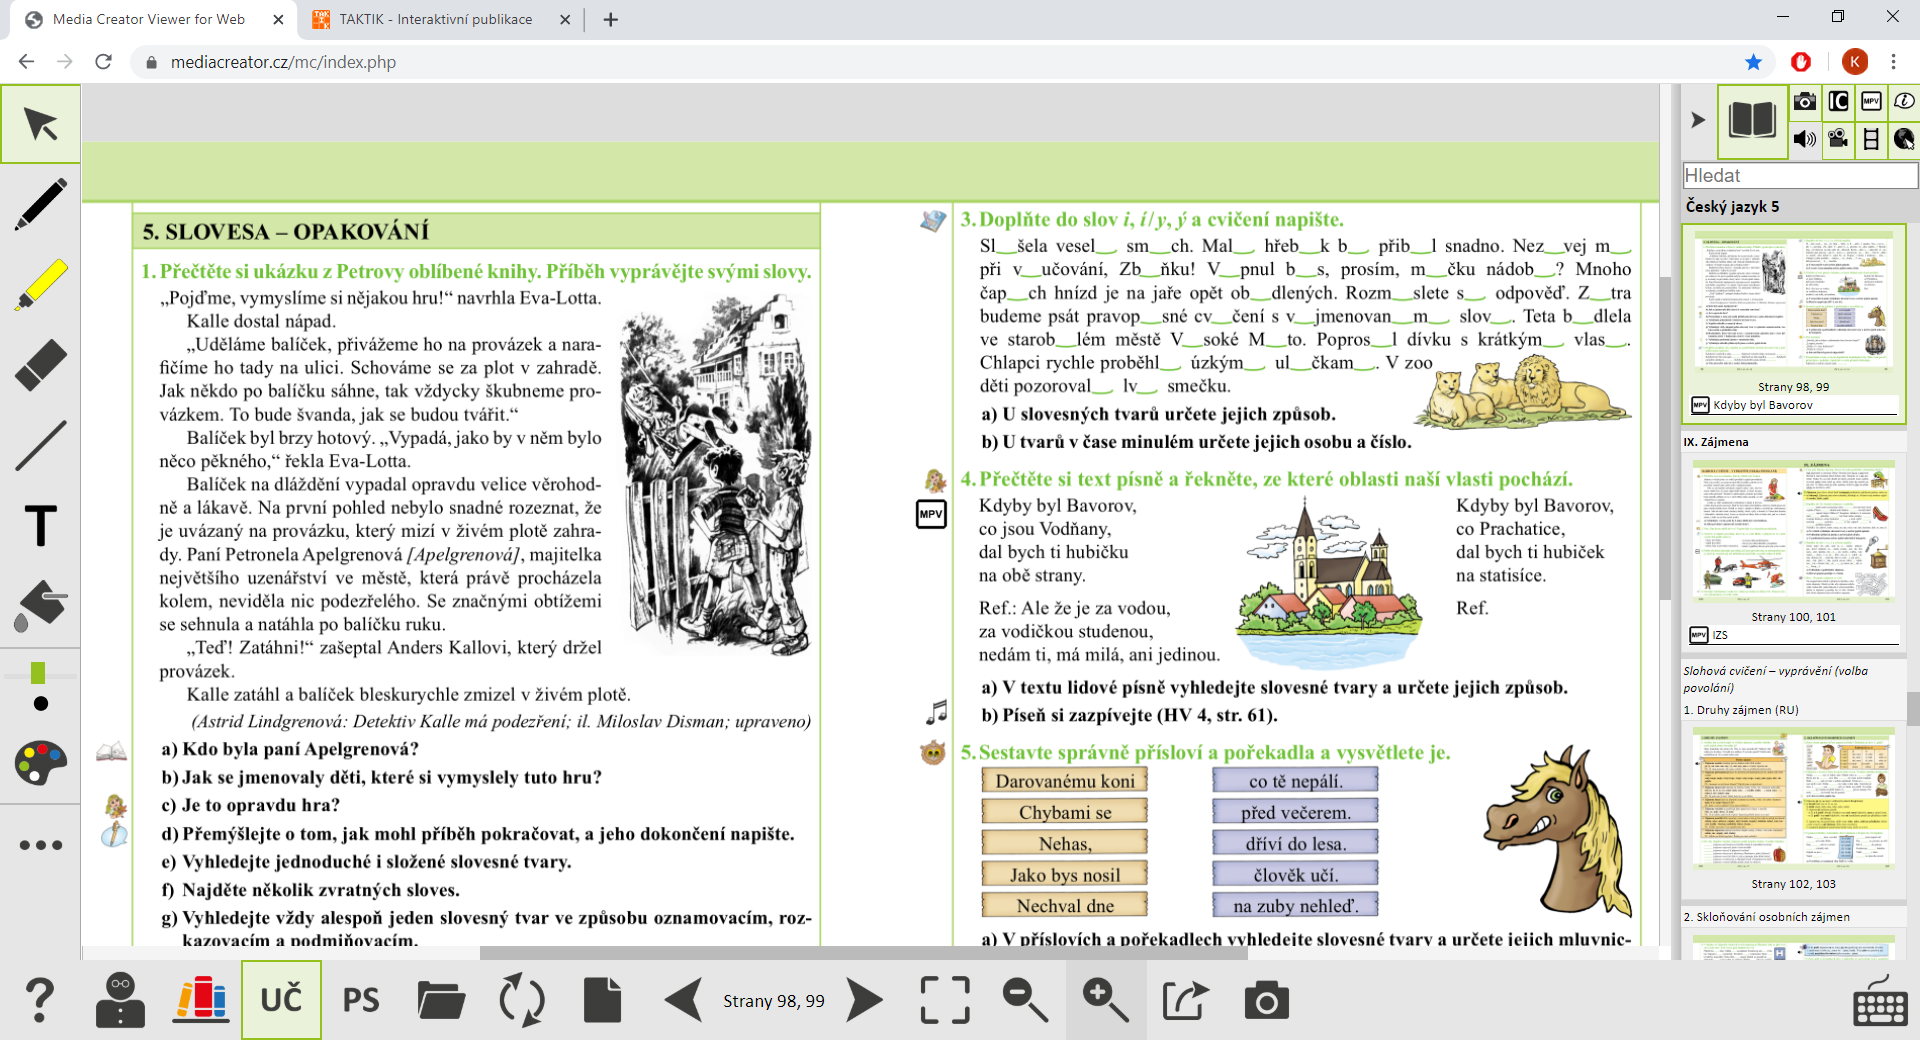 Media Creator Viewer for Web
TAKTIK - Interaktivní publikace
mediacreator.cz/mc/index.php
K
5. SLOVESA – OPAKOVÁNÍ
1. Přečtěte si ukázku z Petrovy oblíbené knihy. Příběh vyprávějte svými slovy.
„Pojďme, vymyslíme si nějakou hru!“ navrhla Eva-Lotta.
Kalle dostal nápad.
„Uděláme balíček, přivážeme ho na provázek a nara-
fičíme ho tady na ulici. Schováme se za plot v zahradě.
Jak někdo po balíčku sáhne, tak vždycky škubneme pro-
vázkem. To bude švanda, jak se budou tvářit.“
Balíček byl brzy hotový. „Vypadá, jako by v něm bylo
něco pěkného,“ řekla Eva-Lotta.
Balíček na dláždění vypadal opravdu velice věrohod-
ně a lákavě. Na první pohled nebylo snadné rozeznat, že
je uvázaný na provázku, který mizí v živém plotě zahra-
dy. Paní Petronela Apelgrenová [Apelgrenová], majitelka
největšího uzenářství ve městě, která právě procházela
kolem, neviděla nic podezřelého. Se značnými obtížemi
se sehnula a natáhla po balíčku ruku.
„Teď! Zatáhni!“ zašeptal Anders Kallovi, který držel
provázek.
Kalle zatáhl a balíček bleskurychle zmizel v živém plotě.
(Astrid Lindgrenová: Detektiv Kalle má podezření; il. Miloslav Disman; upraveno)
a) Kdo byla paní Apelgrenová?
b) Jak se jmenovaly děti, které si vymyslely tuto hru?
c) Je to opravdu hra?
d) Přemýšlejte o tom, jak mohl příběh pokračovat, a jeho dokončení napište.
e) Vyhledejte jednoduché i složené slovesné tvary.
f) Najděte několik zvratných sloves.
g) Vyhledejte vždy alespoň jeden slovesný tvar ve způsobu oznamovacím, roz-
kazovacím a podmiňovacím.
3. Doplňte do slov i, í/y, ý a cvičení napište.
Sl__šela vesel__ sm__ch. Mal__ hřeb__k b__ přib__l snadno. Nez__vej m__
při v__učování, Zb__ňku! V__pnul b__s, prosím, m__čku nádob__? Mnoho
čap__ch hnízd je na jaře opět ob__dlených. Rozm__slete s__ odpověď. Z__tra
budeme psát pravop__sné cv__čení s v__jmenovan__m__ slov__. Teta b__dlela
ve starob__lém městě V__soké M__to. Popros__l dívku s krátkým__ vlas__.
Chlapci rychle proběhl__ úzkým__ ul__čkam__. V zoo
děti pozoroval__ lv__ smečku.
a) U slovesných tvarů určete jejich způsob.
b) U tvarů v čase minulém určete jejich osobu a číslo.
4. Přečtěte si text písně a řekněte, ze které oblasti naší vlasti pochází.
MPV
Kdyby byl Bavorov,
co jsou Vodňany,
dal bych ti hubičku
na obě strany.
Ref.: Ale že je za vodou,
za vodičkou studenou,
nedám ti, má milá, ani jedinou.
Kdyby byl Bavorov,
co Prachatice,
dal bych ti hubiček
na statisíce.
Ref.
a) V textu lidové písně vyhledejte slovesné tvary a určete jejich způsob.
b) Píseň si zazpívejte (HV 4, str. 61).
5. Sestavte správně přísloví a pořekadla a vysvětlete je.
Darovanému koni
co tě nepálí.
Chybami se
před večerem.
Nehas,
dříví do lesa.
Jako bys nosil
člověk učí.
Nechval dne
na zuby nehleď.
a) V příslovích a pořekadlech vyhledejte slovesné tvary a určete jejich mluvnic-
IC
MPV
Hledat
Český jazyk 5
Strany 98, 99
MPV Kdyby byl Bavorov
IX. Zájmena
Strany 100, 101
MPV IZS
Slohová cvičení – vyprávění (volba
povolání)
1. Druhy zájmen (RU)
Strany 102, 103
2. Skloňování osobních zájmen
T
?
UČ
PS
Strany 98, 99